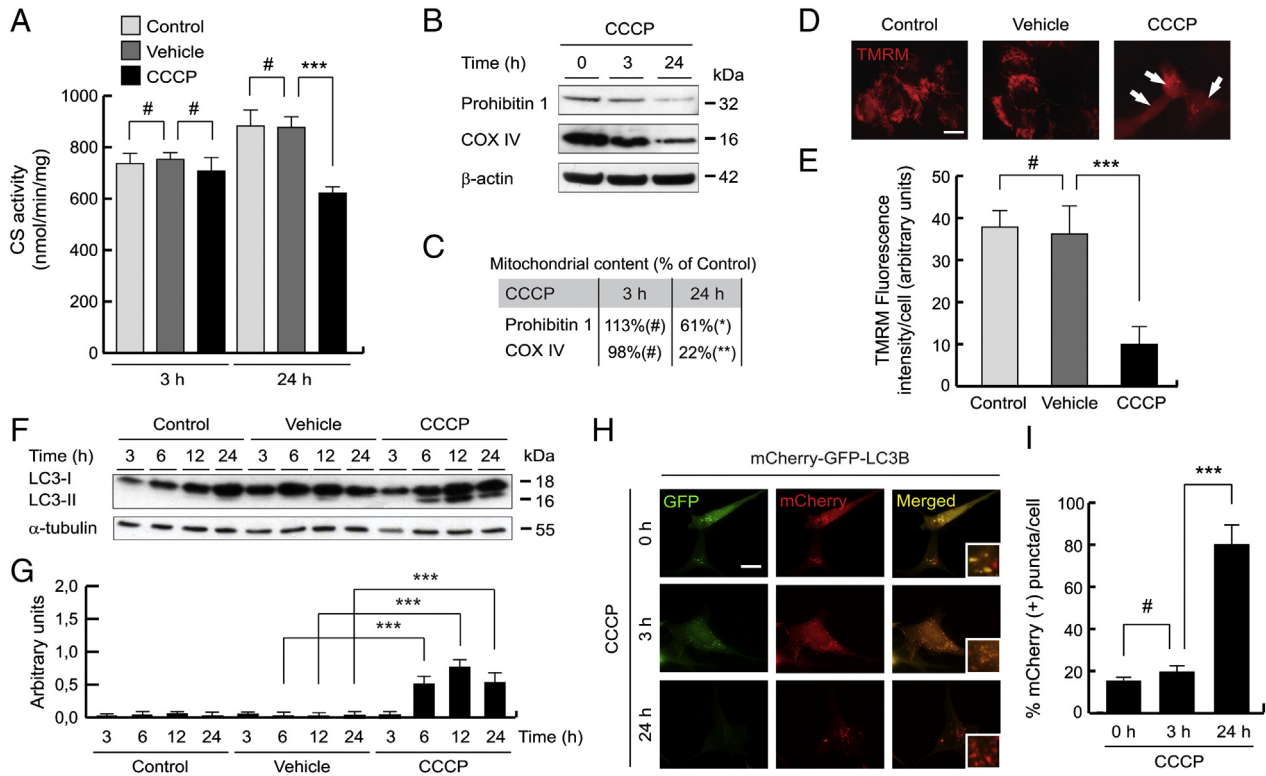 A
Control
Vehicle
CCCP
# ***
# #
CS activity
(nmol/min/mg)
1000
800
600
400
200
0
3 h 24 h
B
CCCP
Time (h) 0 3 24
kDa
Prohibitin 1 32
COX IV 16
β-actin 42
C
Mitochondrial content (% of Control)
CCCP 3 h 24 h
Prohibitin 1 113%(#) 61%(*)
COX IV 98%(#) 22%(**)
D
Control Vehicle CCCP
TMRM
E
# ***
TMRM Fluorescence
intensity/cell (arbitrary units)
50
40
30
20
10
0
Control Vehicle CCCP
F
Control Vehicle CCCP
Time (h) 3 6 12 24 3 6 12 24 3 6 12 24 kDa
LC3-I 18
LC3-II 16
α-tubulin 55
G
Arbitrary units
2,0
1,5
1,0
0,5
0,0
***
***
***
3 6 12 24 3 6 12 24 3 6 12 24 Time (h)
Control Vehicle CCCP
H
mCherry-GFP-LC3B
GFP mCherry Merged
CCCP
0 h
3 h
24 h
I
***
#
% mCherry (+) puncta/cell
100
80
60
40
20
0
0 h 3 h 24 h
CCCP